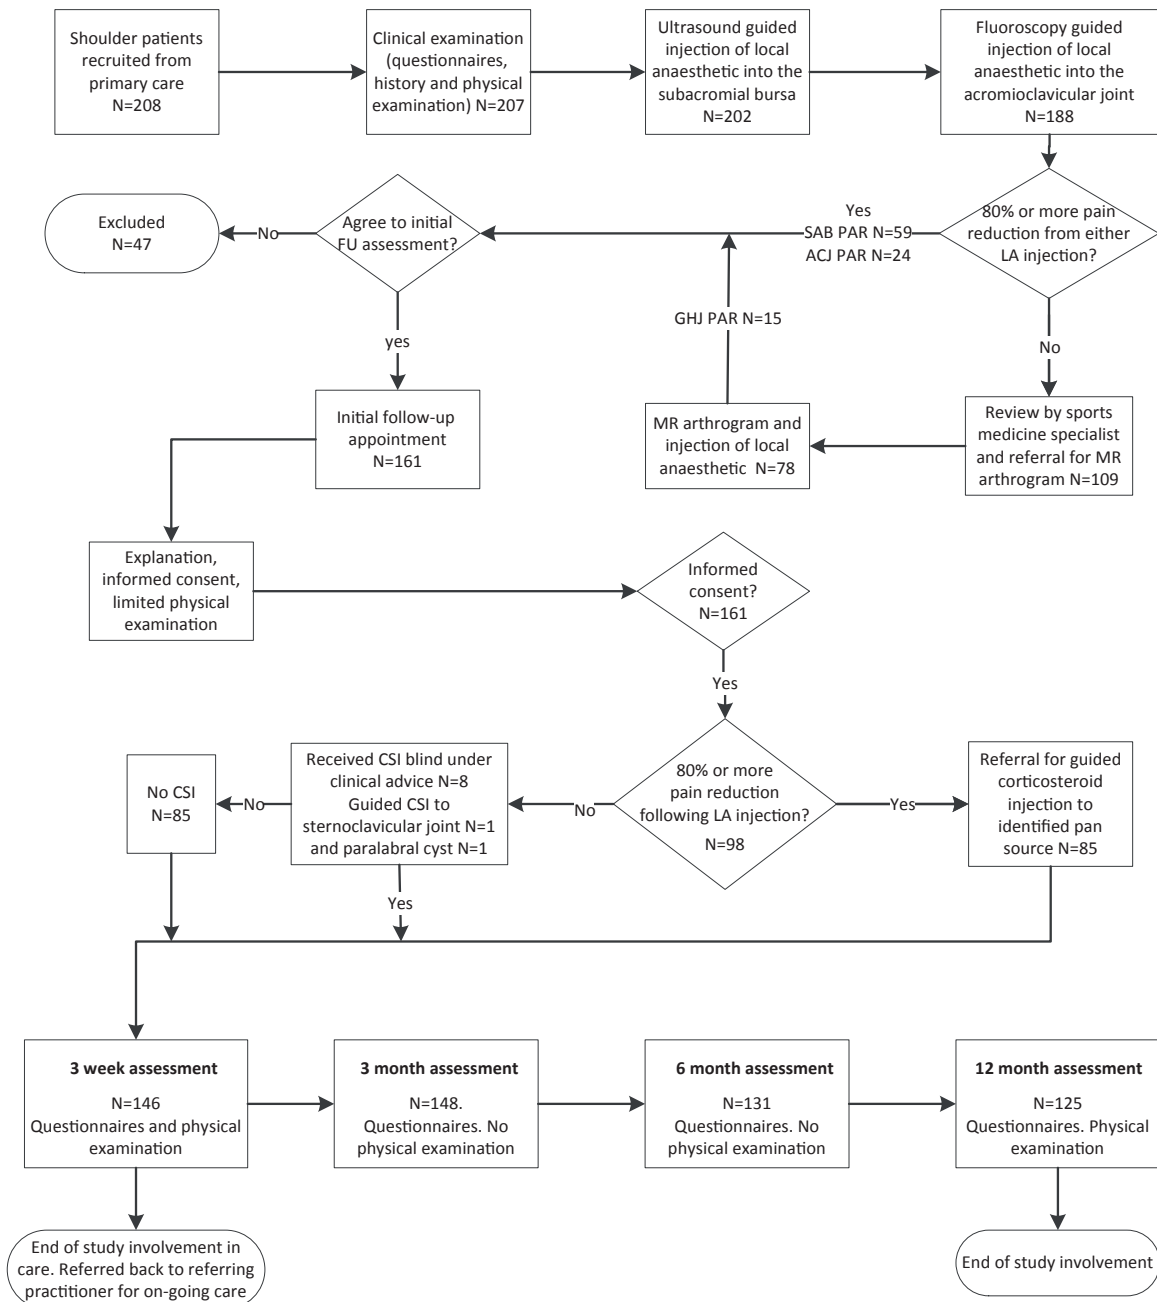 Shoulder patients
recruited from
primary care
N=208
Clinical examination
(questionnaires,
history and physical
examination) N=207
Ultrasound guided
injection of local
anaesthetic into the
subacromial bursa
N=202
Fluoroscopy guided
injection of local
anaesthetic into the
acromioclavicular joint
N=188
Excluded
N=47
No
Agree to initial
FU assessment?
Yes
SAB PAR N=59
ACJ PAR N=24
80% or more pain
reduction from either
LA injection?
GHJ PAR N=15
yes
No
Initial follow-up
appointment
N=161
MR arthrogram and
injection of local
anaesthetic N=78
Review by sports
medicine specialist
and referral for MR
arthrogram N=109
Explanation,
informed consent,
limited physical
examination
Informed
consent?
N=161
Yes
No CSI
N=85
No
Received CSI blind under
clinical advice N=8
Guided CSI to
sternoclavicular joint N=1
and paralabral cyst N=1
No
80% or more
pain reduction
following LA injection?
N=98
Yes
Referral for guided
corticosteroid
injection to
identified pan
source N=85
Yes
3 week assessment
N=146
Questionnaires and physical
examination)
3 month assessment
N=148.
Questionnaires. No
physical examination)
6 month assessment
N=131
Questionnaires. No
physical examination)
12 month assessment
N=125
Questionnaires. Physical
examination)
End of study involvement in
care. Referred back to referring
practitioner for on-going care
End of study involvement